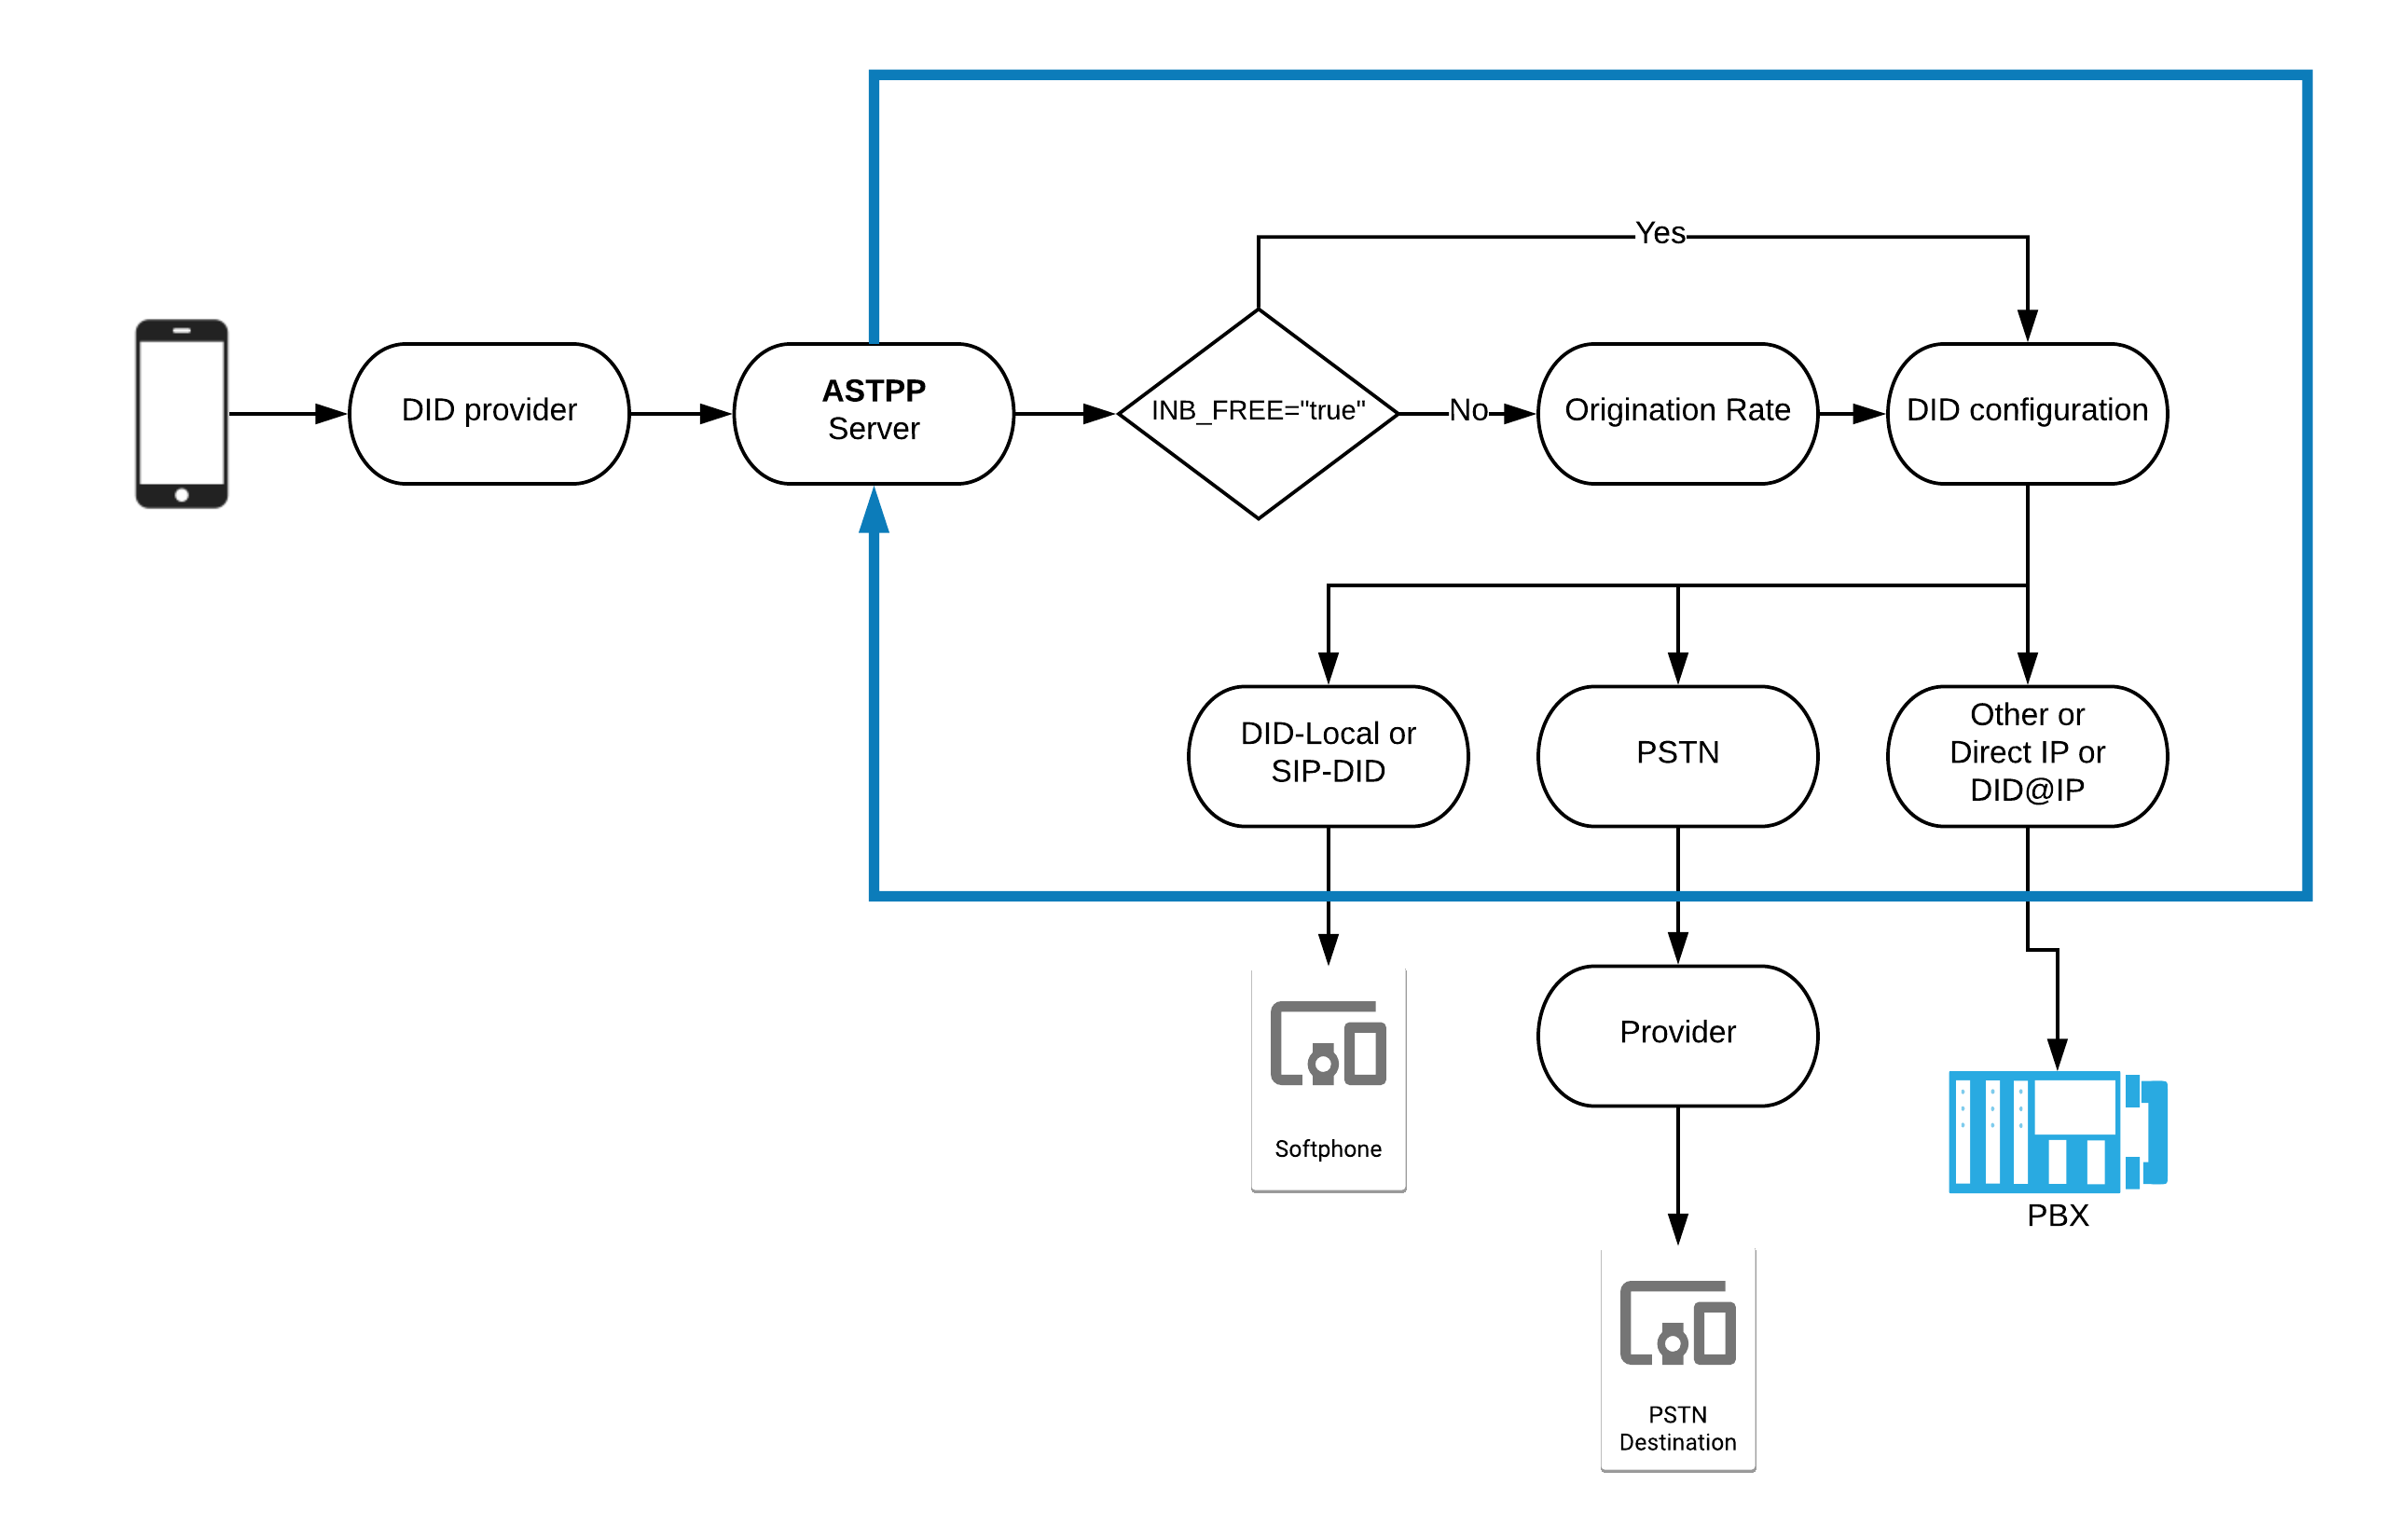 Yes
DID provider
ASTPP
Server
INB_FREE="true"
No
Origination Rate
DID configuration
DID-Local or
SIP-DID
PSTN
Other or
Direct IP or
DID@IP
Softphone
Provider
PBX
PSTN
Destination